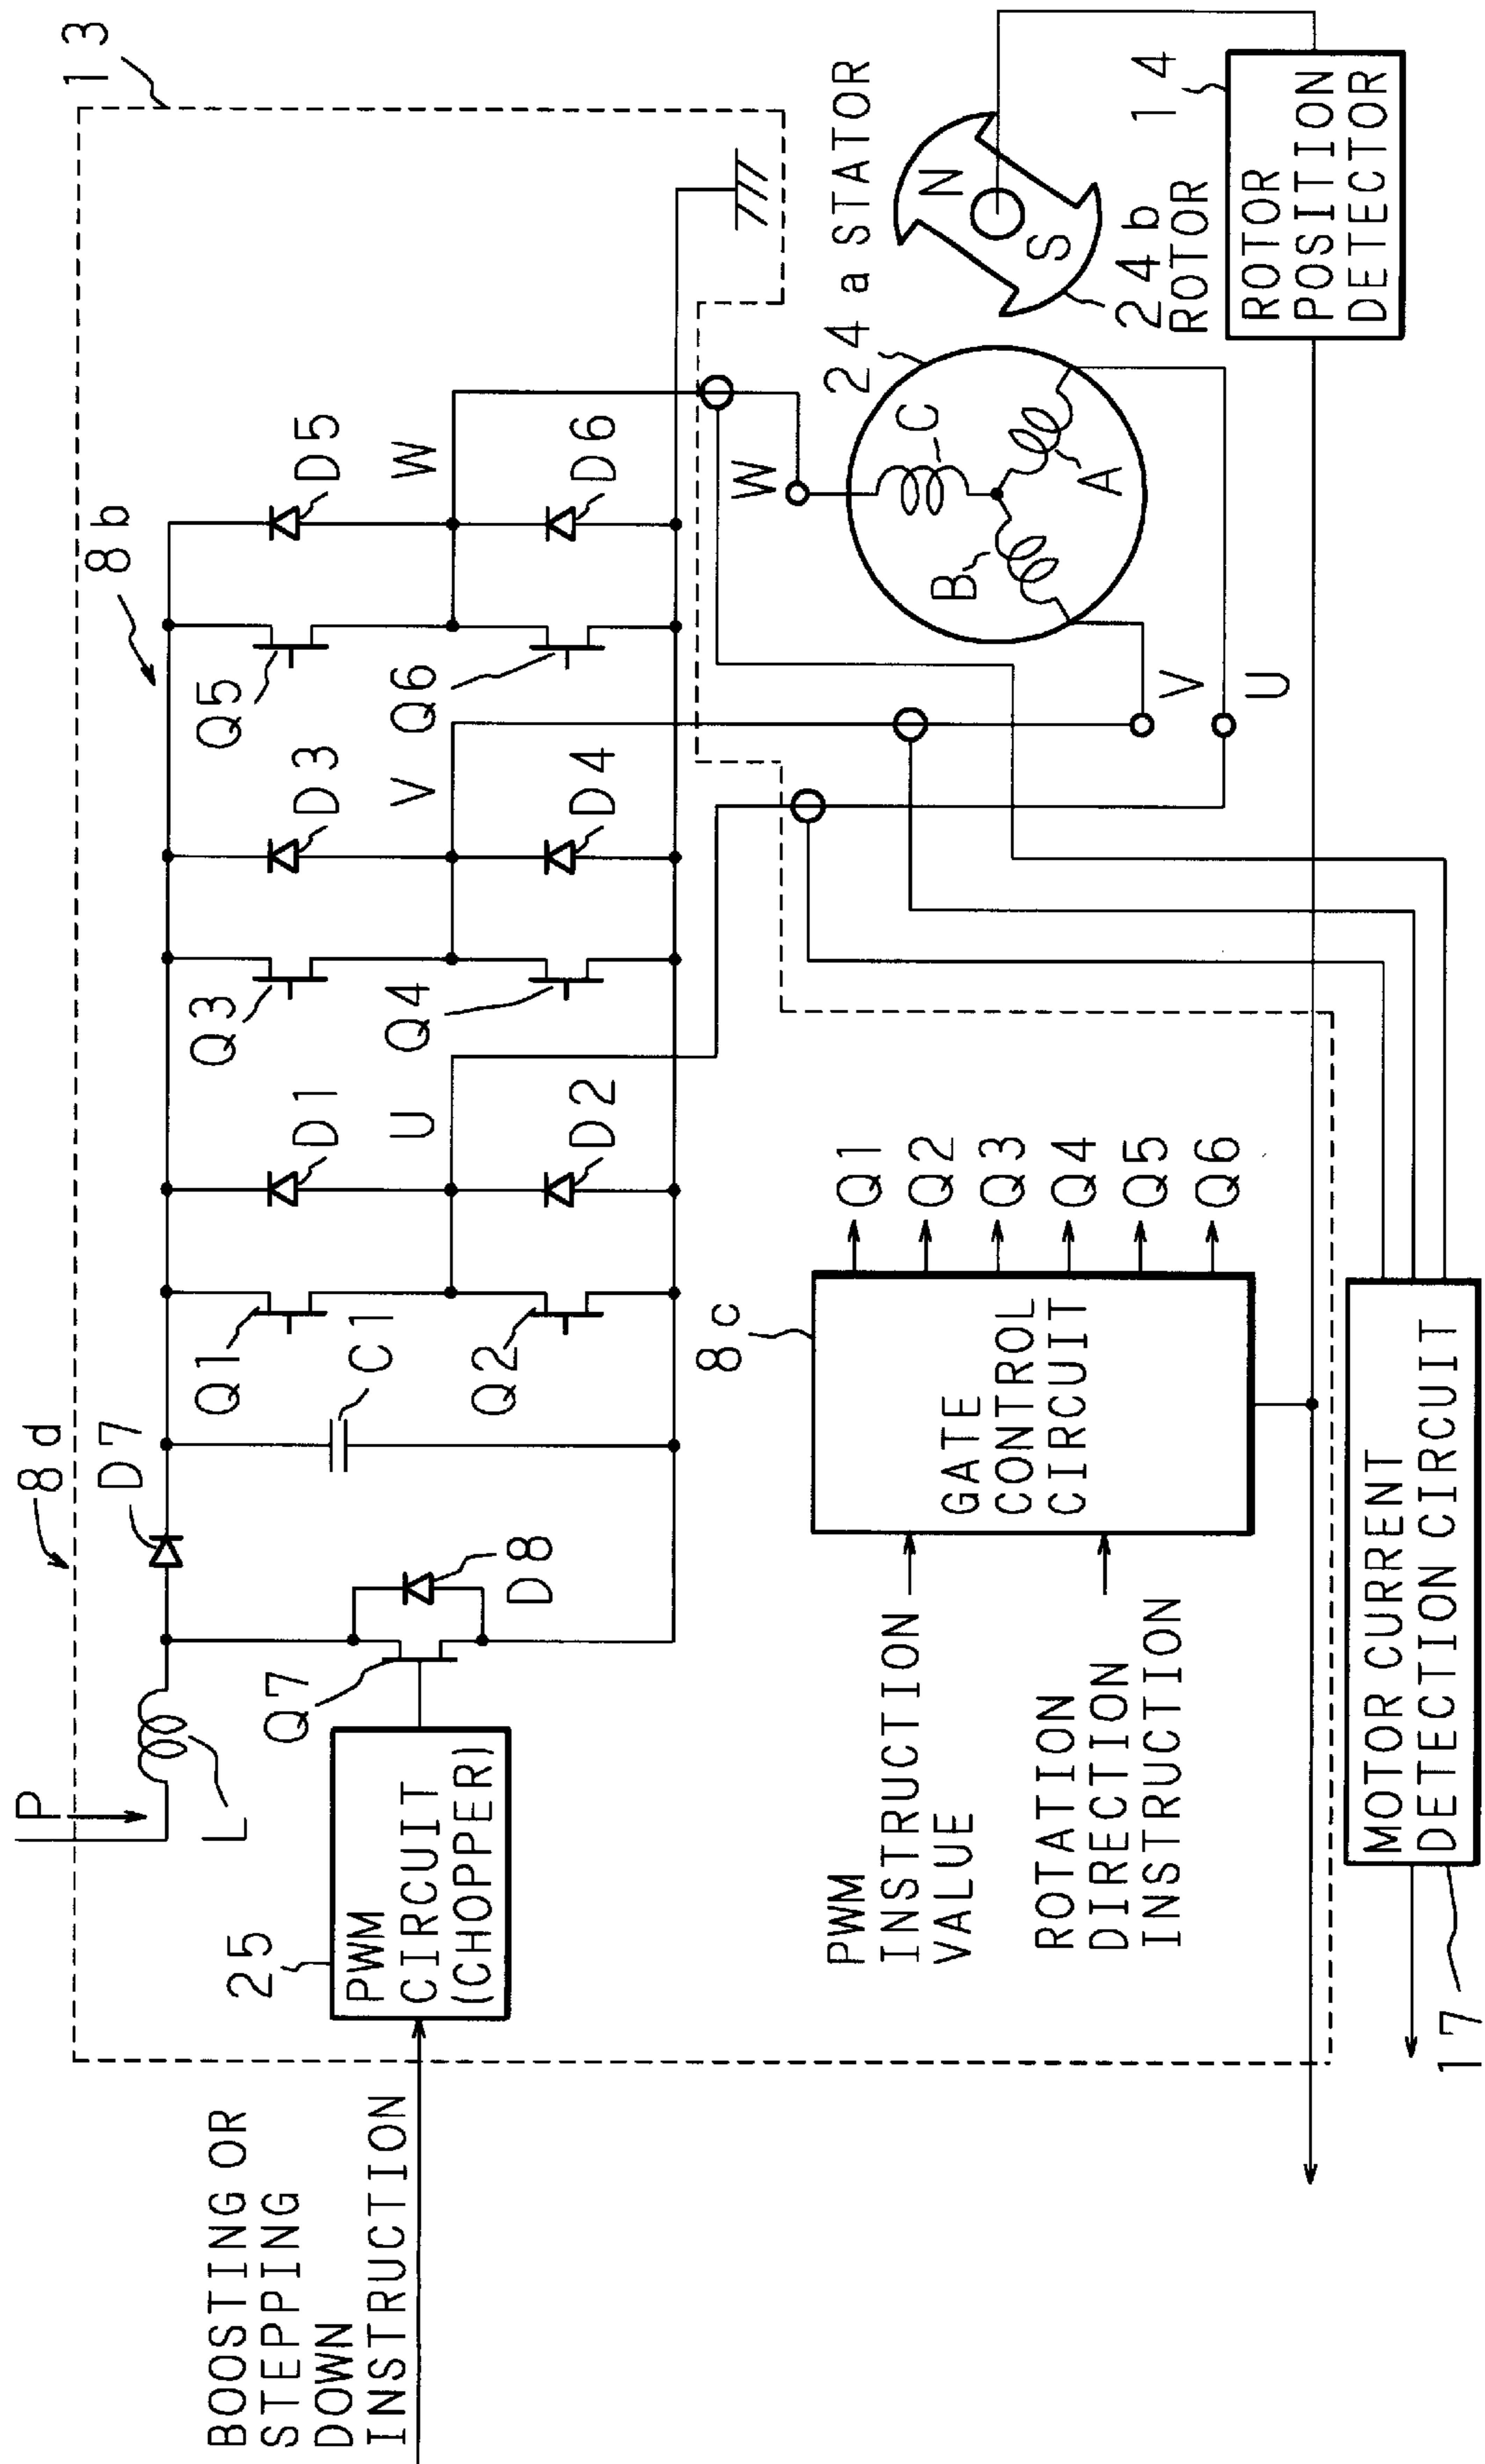 13
8d
8b
P
L
D7
Q7
D8
C1
Q1
D1
Q3
D3
Q5
D5
U
V
W
Q2
D2
Q4
D4
Q6
D6
25
PWM
CIRCUIT
(CHOPPER)
BOOSTING OR
STEPPING
DOWN
INSTRUCTION
8c
GATE
CONTROL
CIRCUIT
PWM
INSTRUCTION
VALUE
ROTATION
DIRECTION
INSTRUCTION
Q1
Q2
Q3
Q4
Q5
Q6
W
24a STATOR
C
B
A
V
U
N
S
24b
ROTOR
14
ROTOR
POSITION
DETECTOR
MOTOR CURRENT
DETECTION CIRCUIT
17